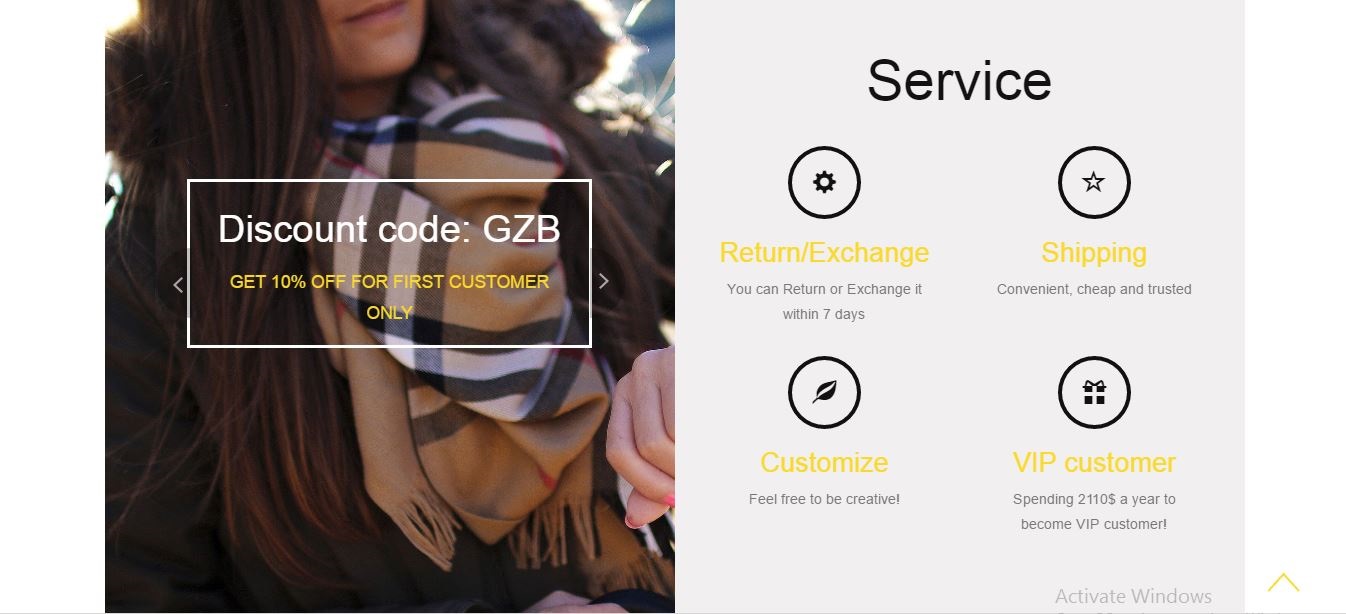 Discount code: GZB
GET 10% OFF FOR FIRST CUSTOMER
ONLY
Service
Return/Exchange
You can Return or Exchange it
within 7 days
Shipping
Convenient, cheap and trusted
Customize
Feel free to be creative!
VIP customer
Spending 2110$ a year to
become VIP customer!
Activate Windows